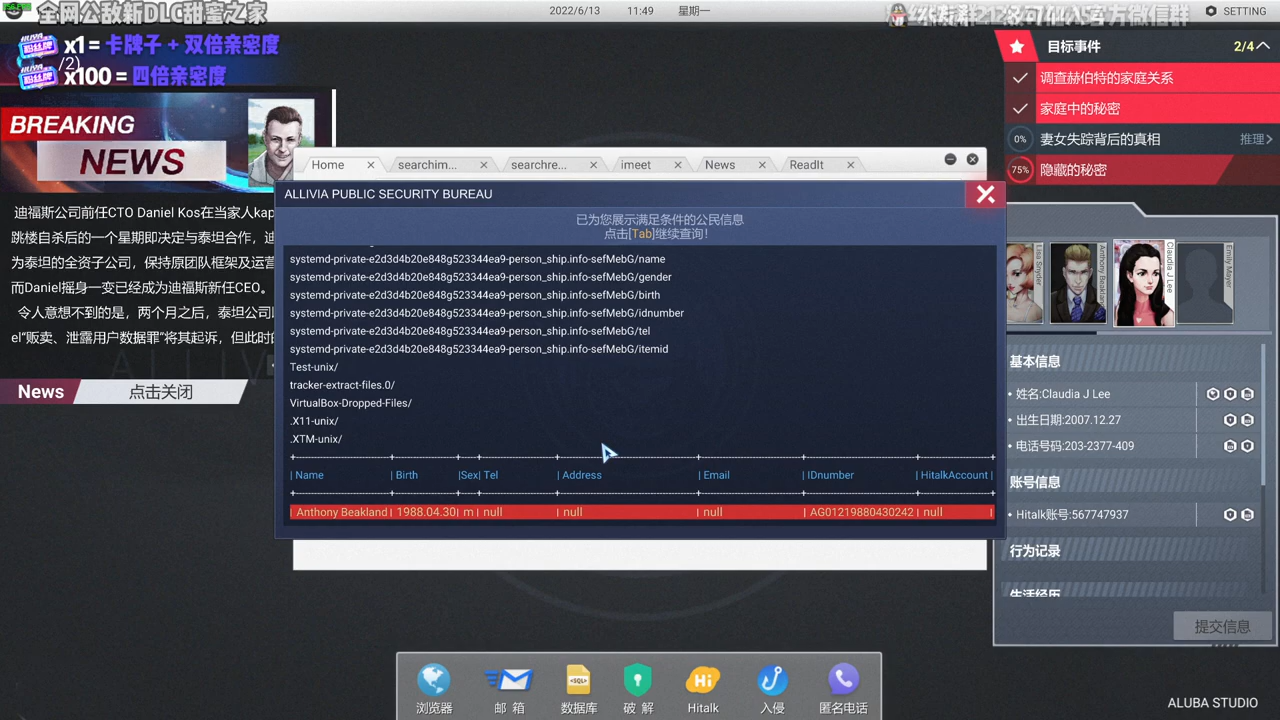 全网公敌新DLC甜蜜之家
2022/6/13 11:49 星期一
SETTING
x1 = 卡牌子 + 双倍亲密度
/2)
x100 = 四倍亲密度
目标事件 2/4
调查赫伯特的家庭关系
家庭中的秘密
0% 妻女失踪背后的真相 推理
75% 隐藏的秘密
BREAKING
NEWS
迪福斯公司前任CTO Daniel Kos在当家人kap
跳楼自杀后的一个星期即决定与泰坦合作，迪
为泰坦的全资子公司，保持原团队框架及运营
而Daniel摇身一变已经成为迪福斯新任CEO。
令人意想不到的是，两个月之后，泰坦公司以
el“贩卖、泄露用户数据罪”将其起诉，但此时的
News 点击关闭
Home searchim... searchre... imeet News ReadIt
ALLIVIA PUBLIC SECURITY BUREAU
已为您展示满足条件的公民信息
点击[Tab]继续查询!
systemd-private-e2d3d4b20e848g523344ea9-person_ship.info-sefMebG/name
systemd-private-e2d3d4b20e848g523344ea9-person_ship.info-sefMebG/gender
systemd-private-e2d3d4b20e848g523344ea9-person_ship.info-sefMebG/birth
systemd-private-e2d3d4b20e848g523344ea9-person_ship.info-sefMebG/idnumber
systemd-private-e2d3d4b20e848g523344ea9-person_ship.info-sefMebG/tel
systemd-private-e2d3d4b20e848g523344ea9-person_ship.info-sefMebG/itemid
Test-unix/
tracker-extract-files.0/
VirtualBox-Dropped-Files/
.X11-unix/
.XTM-unix/
| Name | Birth |Sex| Tel | Address | Email | IDnumber | HitalkAccount |
| Anthony Beakland | 1988.04.30| m | null | null | null | AG01219880430242 | null |
Lisa Snyder
Anthony Beakland
Claudia J Lee
Emily Mayer
基本信息
• 姓名:Claudia J Lee
• 出生日期:2007.12.27
• 电话号码:203-2377-409
账号信息
• Hitalk账号:567747937
行为记录
生活经历
提交信息
浏览器 邮 箱 数据库 破 解 Hitalk 入侵 匿名电话
ALUBA STUDIO